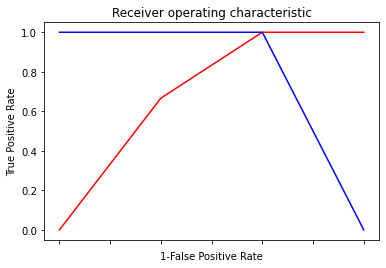 Receiver operating characteristic
True Positive Rate
1.0
0.8
0.6
0.4
0.2
0.0
1-False Positive Rate